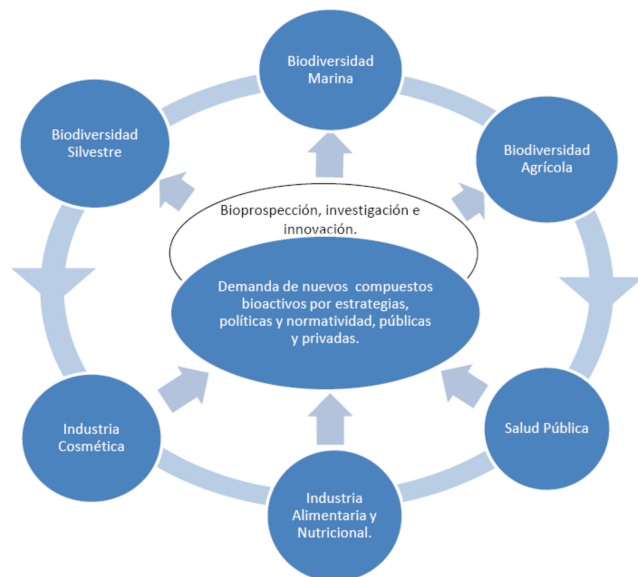 Biodiversidad
Marina
Biodiversidad
Silvestre
Biodiversidad
Agrícola
Bioprospección, investigación e
innovación.
Demanda de nuevos compuestos
bioactivos por estrategias,
políticas y normatividad, públicas
y privadas.
Industria
Cosmética
Salud Pública
Industria
Alimentaria y
Nutricional.